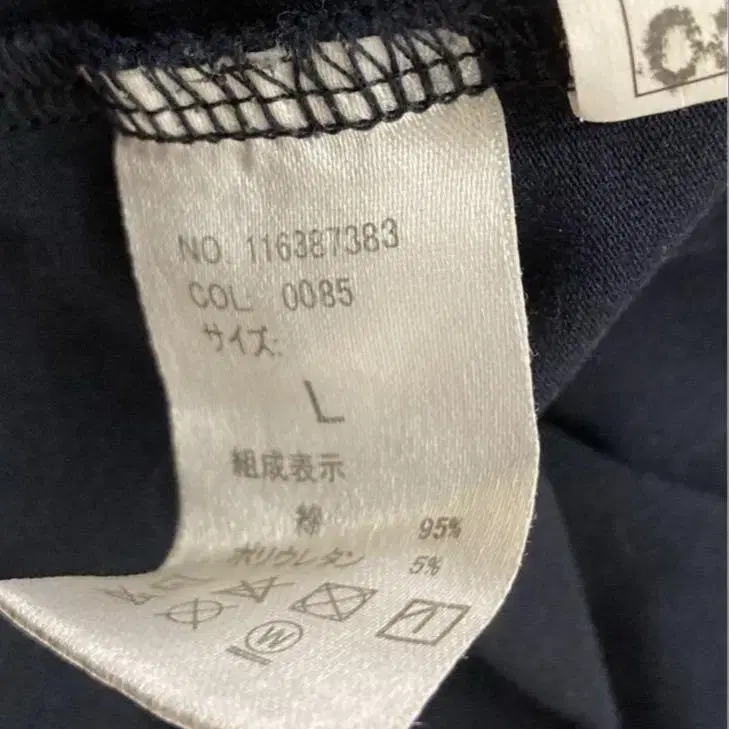 NO. 116387383
COL 0085
サイズ:
L
組成表示
綿 95%
ポリウレタン 5%
W